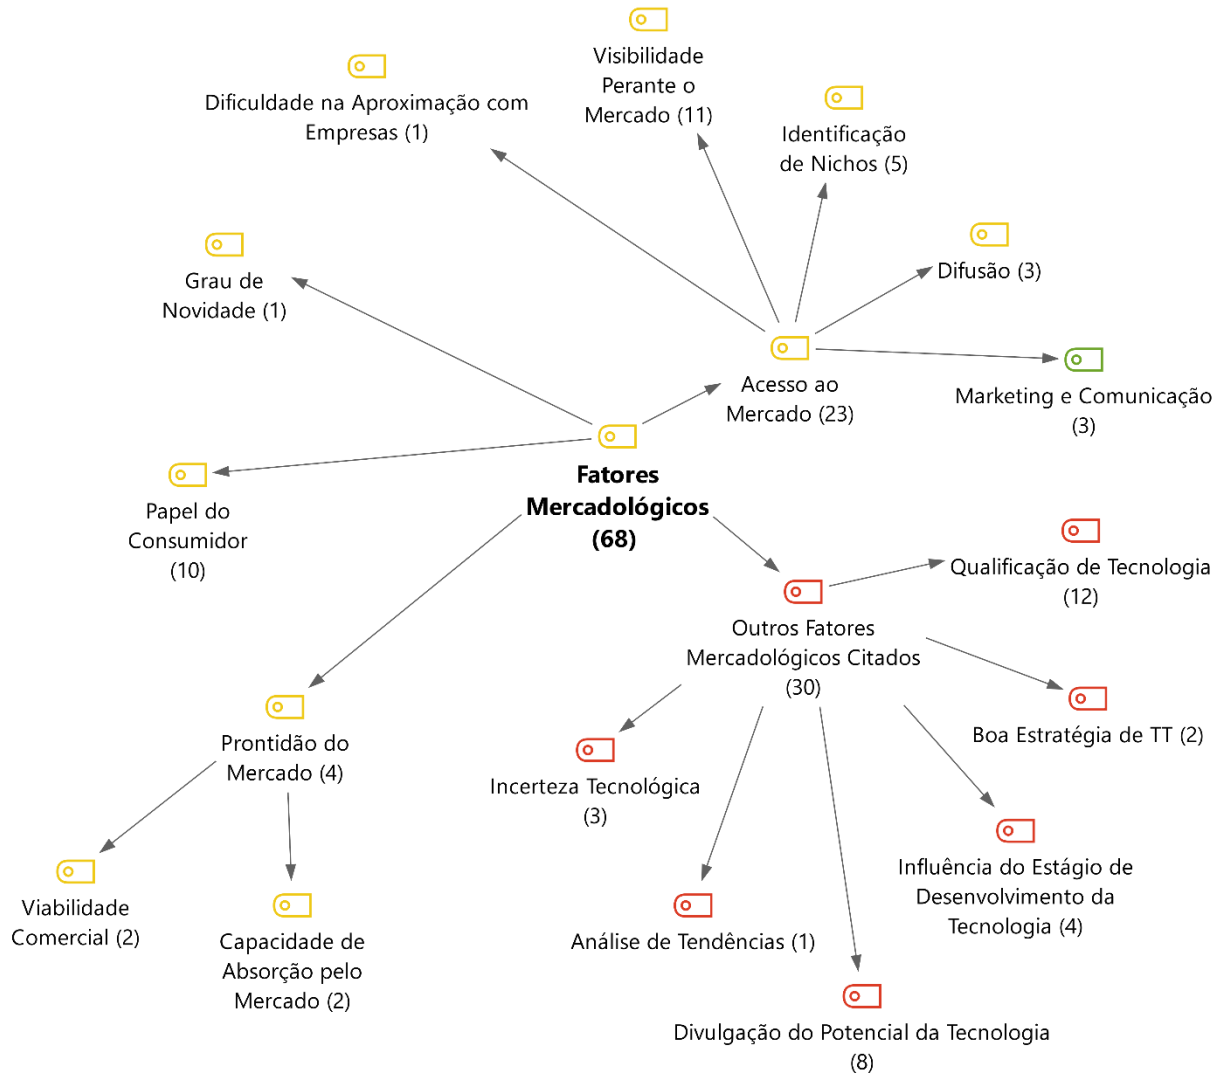 Visibilidade
Perante o
Mercado (11)
Dificuldade na Aproximação com
Empresas (1)
Identificação
de Nichos (5)
Difusão (3)
Grau de
Novidade (1)
Acesso ao
Mercado (23)
Marketing e Comunicação
(3)
Fatores
Mercadológicos
(68)
Papel do
Consumidor
(10)
Qualificação de Tecnologia
(12)
Outros Fatores
Mercadológicos Citados
(30)
Prontidão do
Mercado (4)
Boa Estratégia de TT (2)
Incerteza Tecnológica
(3)
Influência do Estágio de
Desenvolvimento da
Tecnologia (4)
Viabilidade
Comercial (2)
Capacidade de
Absorção pelo
Mercado (2)
Análise de Tendências (1)
Divulgação do Potencial da Tecnologia
(8)